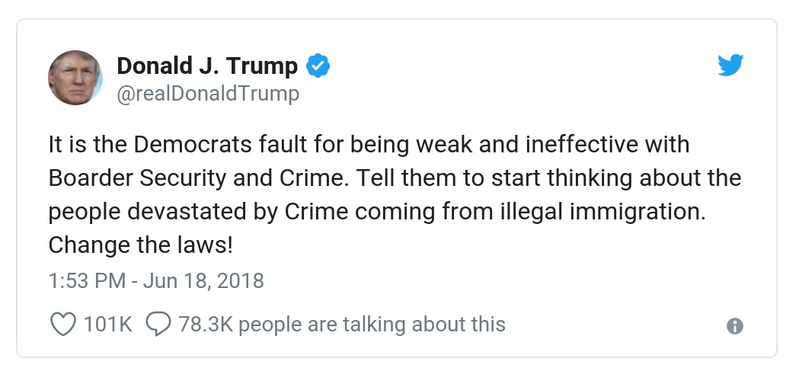 Donald J. Trump
@realDonaldTrump
It is the Democrats fault for being weak and ineffective with
Boarder Security and Crime. Tell them to start thinking about the
people devastated by Crime coming from illegal immigration.
Change the laws!
1:53 PM - Jun 18, 2018
101K 78.3K people are talking about this